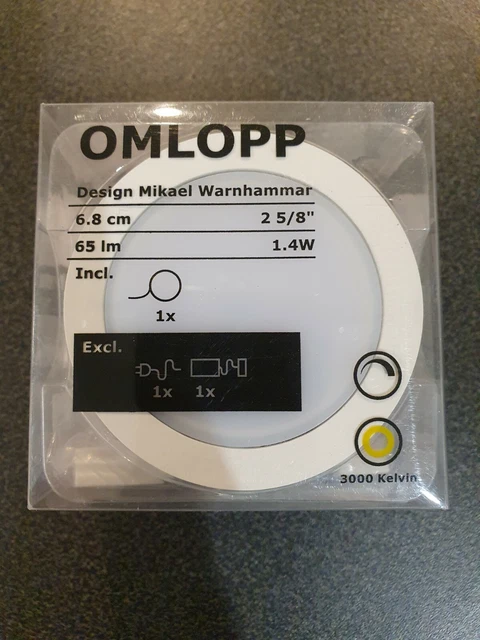 OMLOPP
Design Mikael Warnhammar
6.8 cm 2 5/8"
65 lm 1.4W
Incl.
1x
Excl.
1x 1x
3000 Kelvin